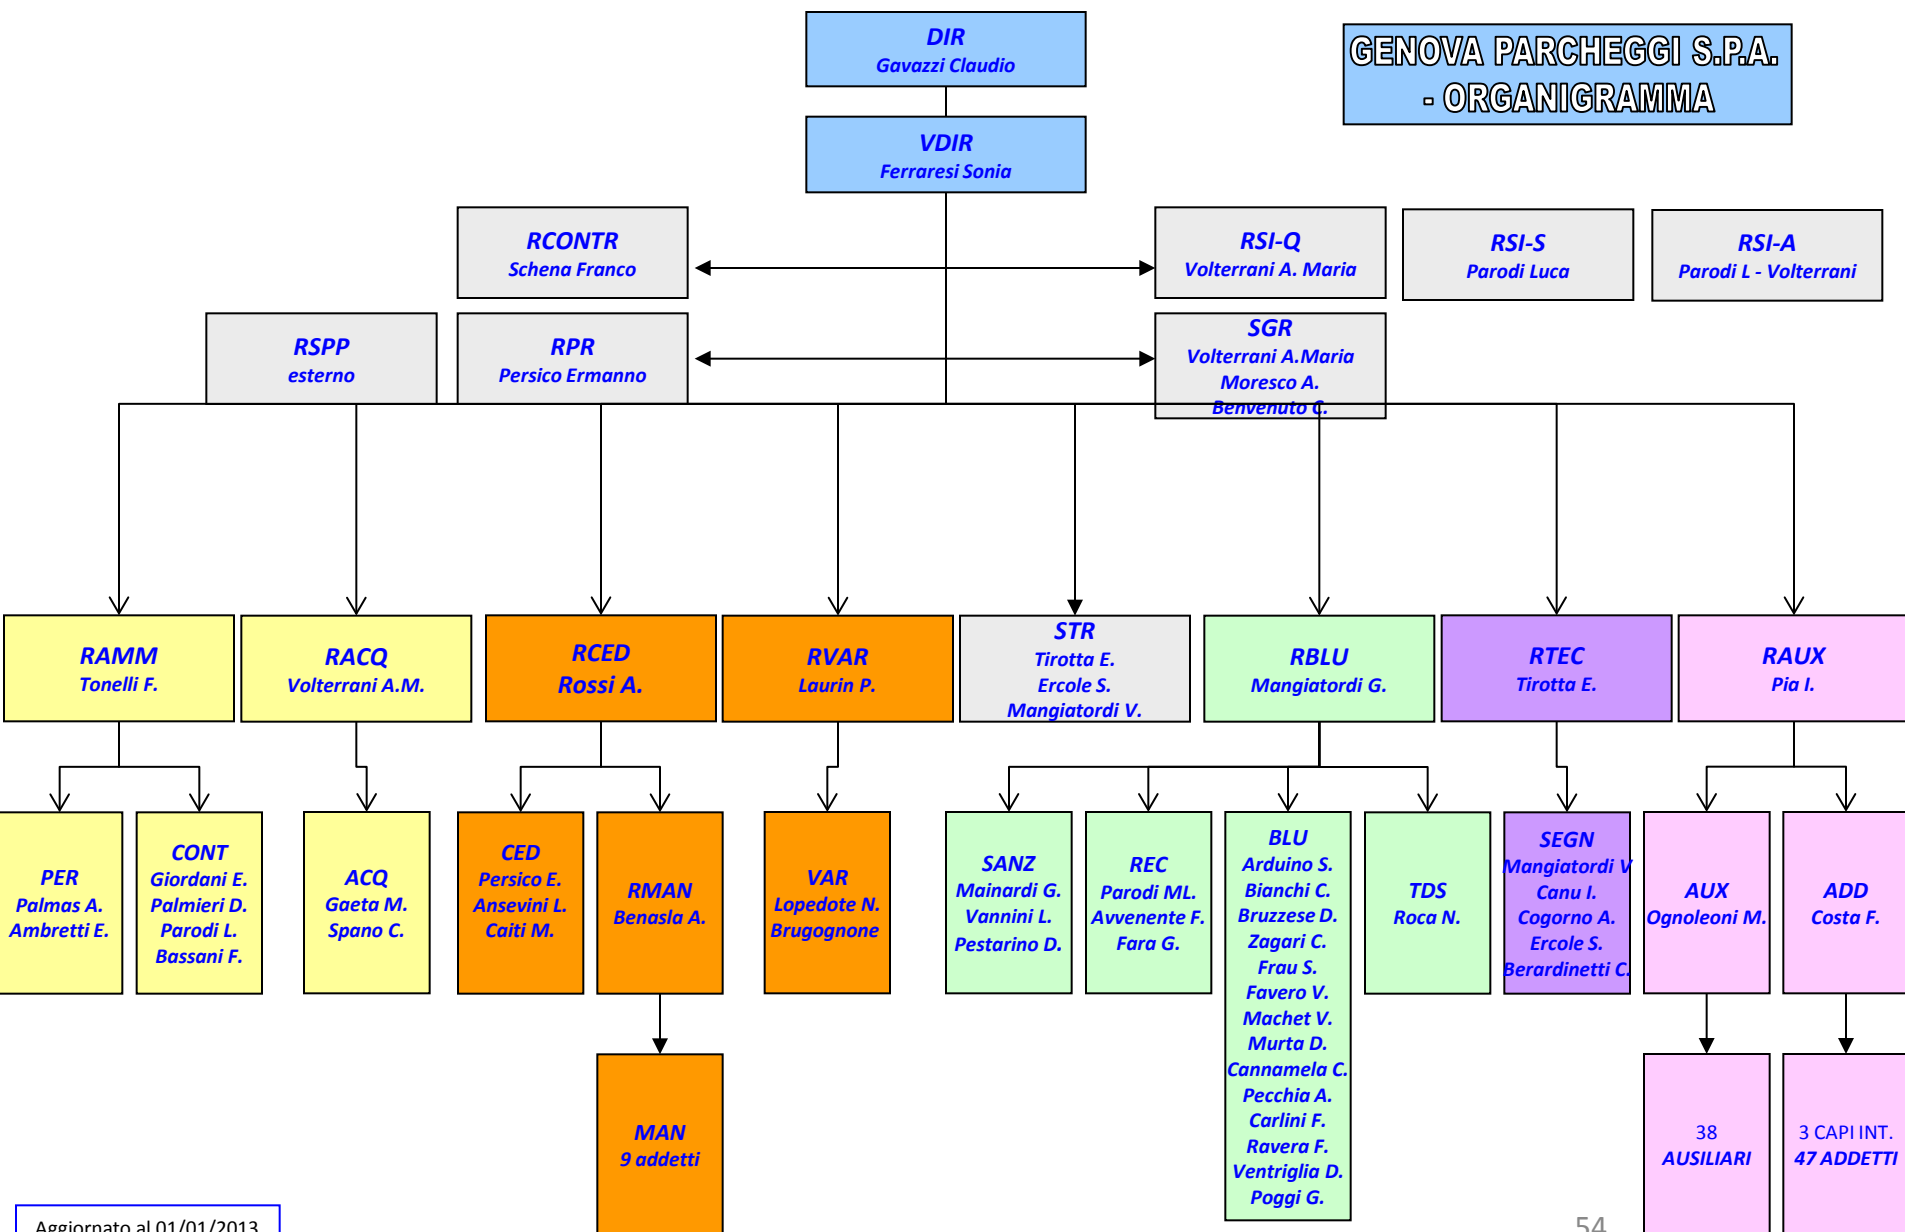 DIR
Gavazzi Claudio
GENOVA PARCHEGGI S.P.A.
- ORGANIGRAMMA
VDIR
Ferraresi Sonia
RCONTR
Schena Franco
RSI-Q
Volterrani A. Maria
RSI-S
Parodi Luca
RSI-A
Parodi L - Volterrani
RSPP
esterno
RPR
Persico Ermanno
SGR
Volterrani A.Maria
Moresco A.
Benvenuto C.
RAMM
Tonelli F.
RACQ
Volterrani A.M.
RCED
Rossi A.
RVAR
Laurin P.
STR
Tirotta E.
Ercole S.
Mangiatordi V.
RBLU
Mangiatordi G.
RTEC
Tirotta E.
RAUX
Pia I.
PER
Palmas A.
Ambretti E.
CONT
Giordani E.
Palmieri D.
Parodi L.
Bassani F.
ACQ
Gaeta M.
Spano C.
CED
Persico E.
Ansevini L.
Caiti M.
RMAN
Benasla A.
VAR
Lopedote N.
Brugognone
SANZ
Mainardi G.
Vannini L.
Pestarino D.
REC
Parodi ML.
Avvenente F.
Fara G.
BLU
Arduino S.
Bianchi C.
Bruzzese D.
Zagari C.
Frau S.
Favero V.
Machet V.
Murta D.
Cannamela C.
Pecchia A.
Carlini F.
Ravera F.
Ventriglia D.
Poggi G.
TDS
Roca N.
SEGN
Mangiatordi V
Canu I.
Cogorno A.
Ercole S.
Berardinetti C.
AUX
Ognoleoni M.
ADD
Costa F.
MAN
9 addetti
38
AUSILIARI
3 CAPI INT.
47 ADDETTI
Aggiornato al 01/01/2013
54